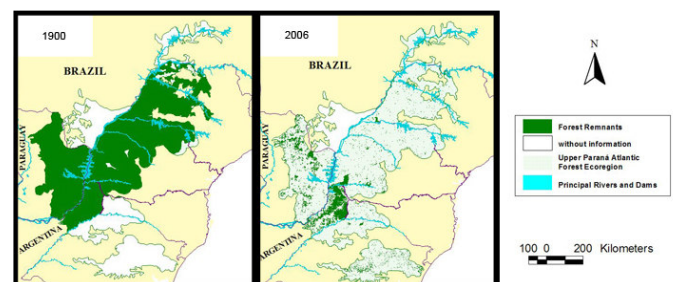 1900
BRAZIL
PARAGUAY
ARGENTINA
2006
BRAZIL
PARAGUAY
ARGENTINA
N
Forest Remnants
without information
Upper Paraná Atlantic
Forest Ecoregion
Principal Rivers and Dams
100 0 200 Kilometers